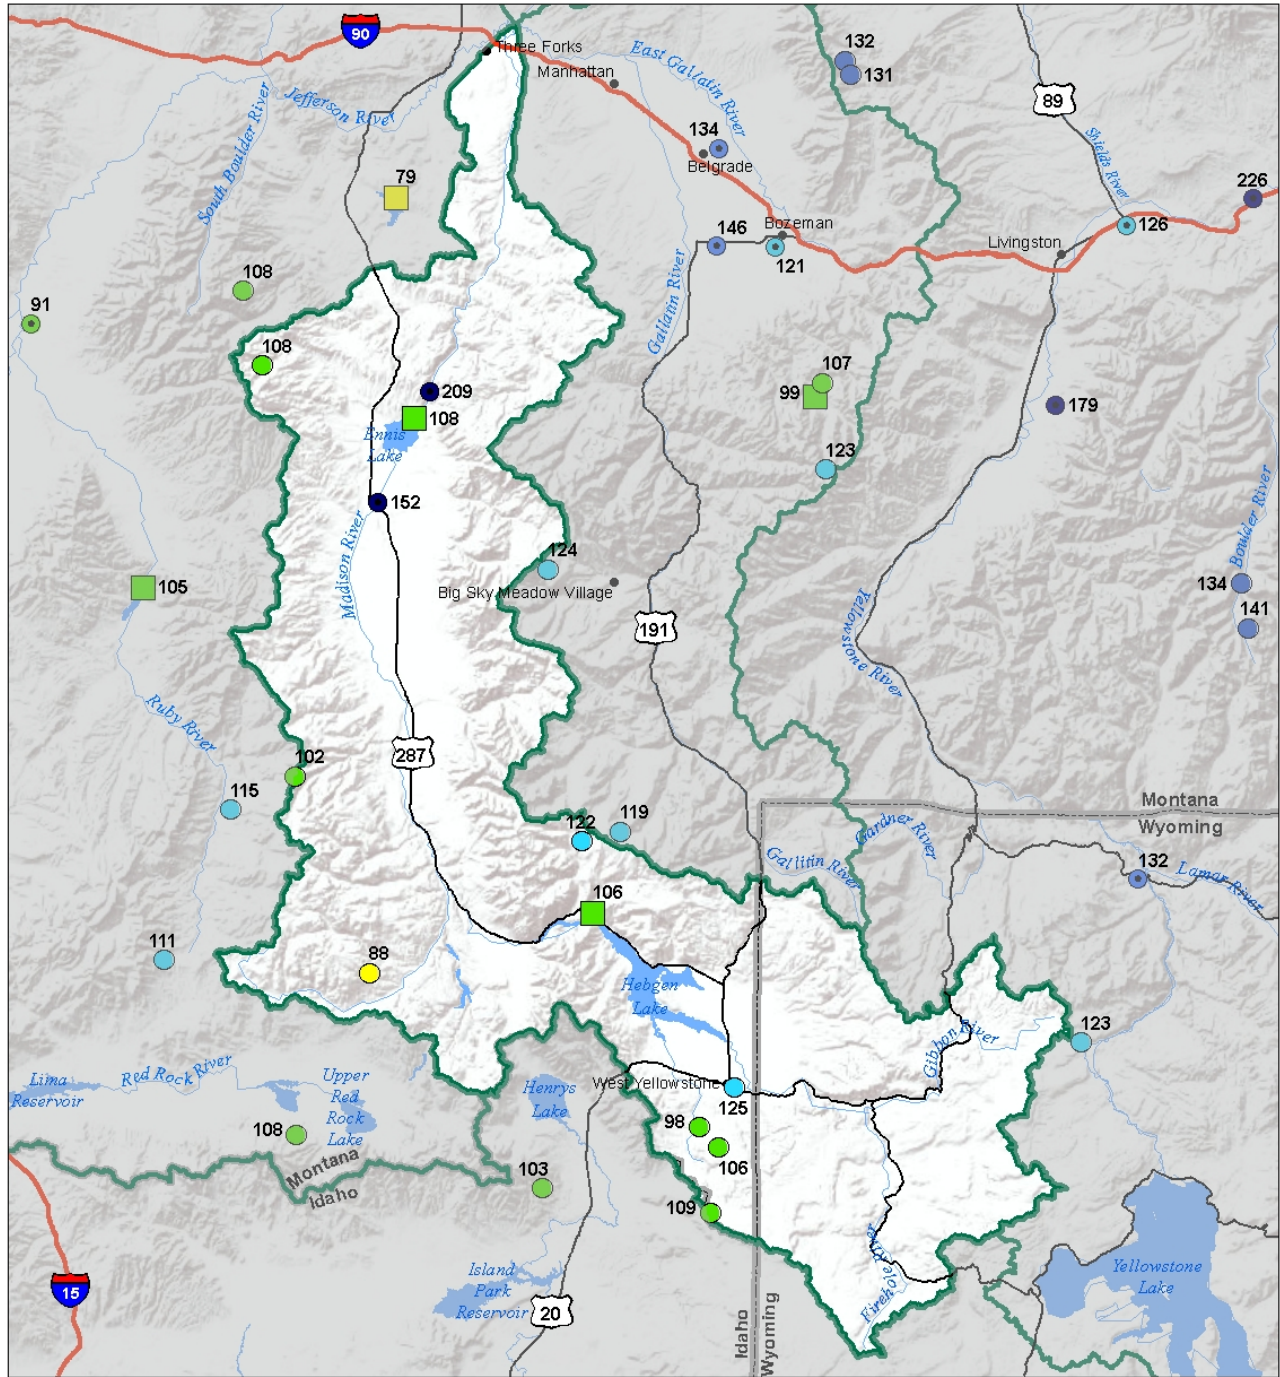 90
Three Forks
Manhattan
East Gallatin River
132
131
89
Jefferson River
South Boulder River
134
Belgrade
Shields River
79
226
146
Bozeman
121
Livingston
126
108
Gallatin River
91
108
107
99
209
108
Ennis
Lake
179
123
152
Madison River
124
Big Sky Meadow Village
Boulder River
134
141
105
191
Yellowstone River
Ruby River
287
102
115
122
119
Montana
Wyoming
Gardner River
Gallitin River
132
Lamar River
106
111
88
Hebgen
Lake
Gibbon River
123
Red Rock River
Lima
Reservoir
Upper
Red
Rock
Lake
Henrys
Lake
West Yellowstone
125
98
106
108
Montana
Idaho
103
109
Firehole River
Island
Park
Reservoir
Yellowstone
Lake
15
20
Idaho
Wyoming